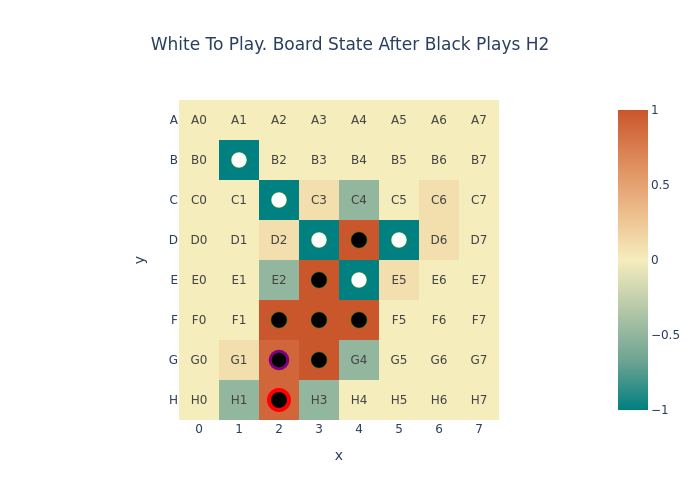 White To Play. Board State After Black Plays H2
A A0 A1 A2 A3 A4 A5 A6 A7 1
B B0 B2 B3 B4 B5 B6 B7
C C0 C1 C3 C4 C5 C6 C7 0.5
D D0 D1 D2 D6 D7
y 0
E E0 E1 E2 E5 E6 E7
F F0 F1 F5 F6 F7 −0.5
G G0 G1 G4 G5 G6 G7
H H0 H1 H3 H4 H5 H6 H7 −1
0 1 2 3 4 5 6 7
x